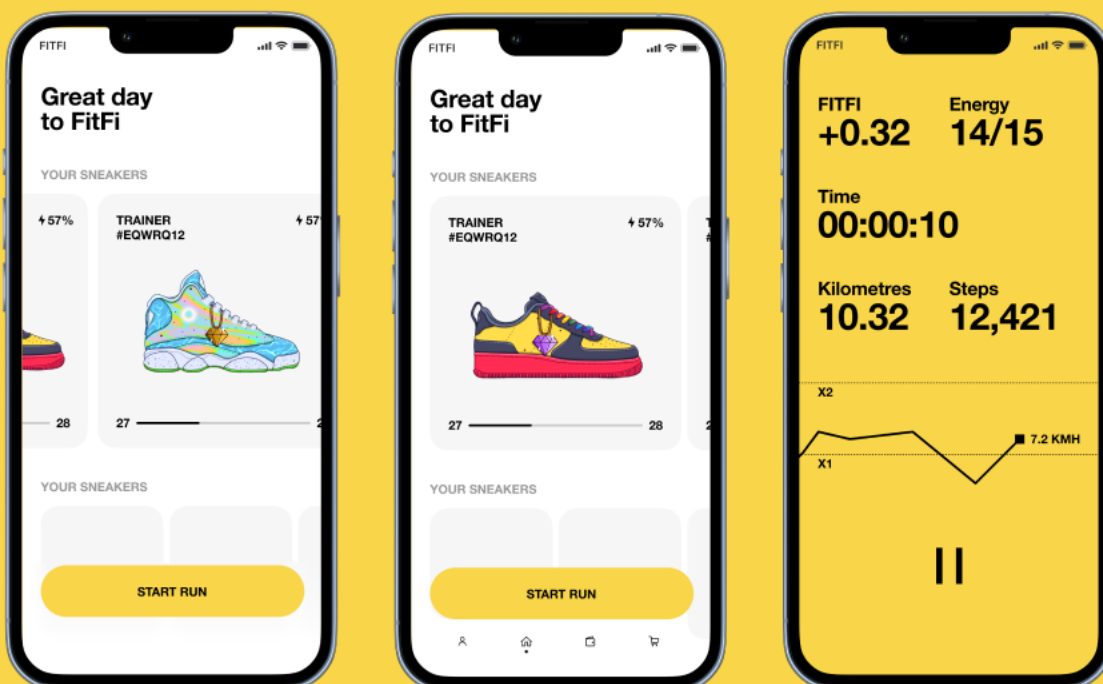 FITFI
Great day
to FitFi
YOUR SNEAKERS
57%
TRAINER
#EQWRQ12
57
28
27
YOUR SNEAKERS
START RUN
FITFI
Great day
to FitFi
YOUR SNEAKERS
TRAINER
#EQWRQ12
57%
27
28
YOUR SNEAKERS
START RUN
FITFI
FITFI
Energy
+0.32
14/15
Time
00:00:10
Kilometres
Steps
10.32
12,421
X2
7.2 KMH
X1